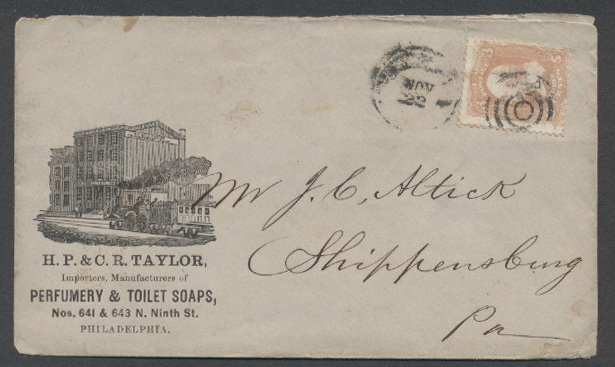 H. P. & C. R. TAYLOR,
Importers, Manufacturers of
PERFUMERY & TOILET SOAPS,
Nos. 641 & 643 N. Ninth St.
PHILADELPHIA.
Mr J. C. Altick
Shippensburg
Pa